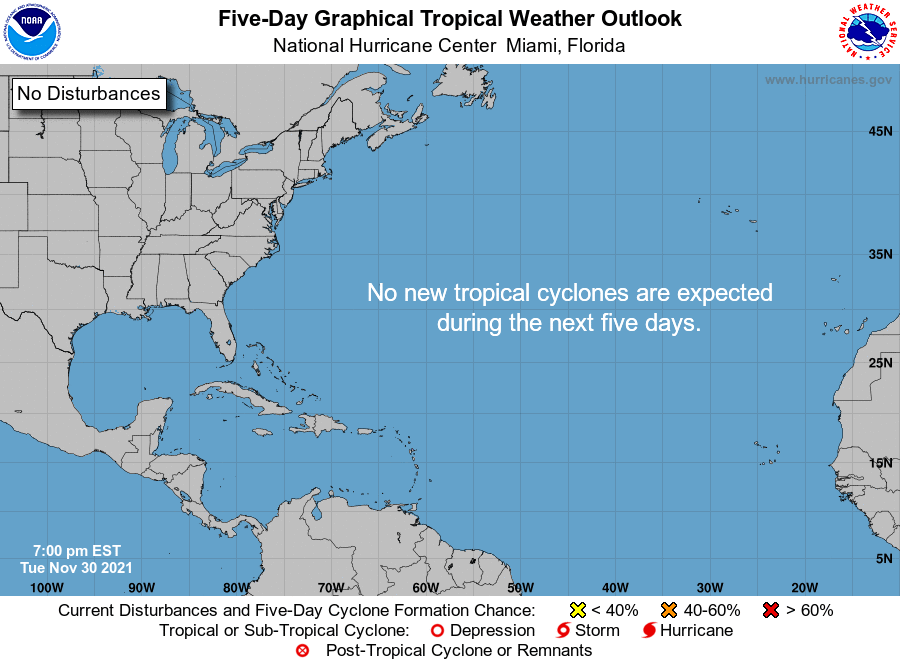 Five-Day Graphical Tropical Weather Outlook
National Hurricane Center Miami, Florida
NOAA
NATIONAL WEATHER SERVICE
www.hurricanes.gov
No Disturbances
45N
35N
No new tropical cyclones are expected
during the next five days.
25N
15N
7:00 pm EST
Tue Nov 30 2021
5N
100W 90W 80W 70W 60W 50W 40W 30W 20W
Current Disturbances and Five-Day Cyclone Formation Chance: < 40% 40-60% > 60%
Tropical or Sub-Tropical Cyclone: Depression Storm Hurricane
Post-Tropical Cyclone or Remnants